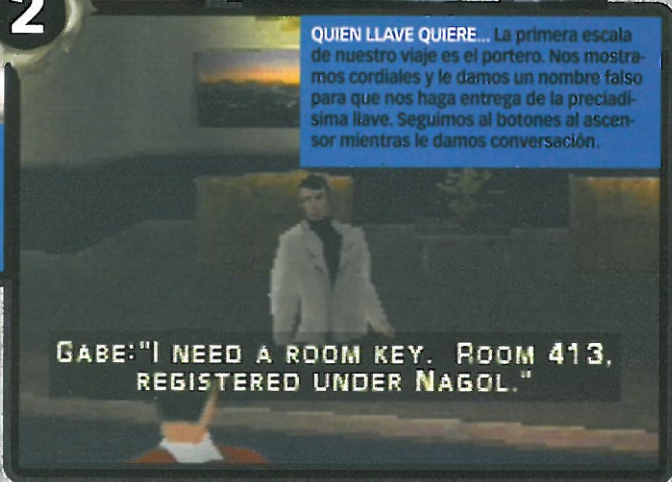 2
QUIEN LLAVE QUIERE... La primera escala
de nuestro viaje es el portero. Nos mostra-
mos cordiales y le damos un nombre falso
para que nos haga entrega de la preciadí-
sima llave. Seguimos al botones al ascen-
sor mientras le damos conversación.
GABE:"I NEED A ROOM KEY. ROOM 413,
REGISTERED UNDER NAGOL."